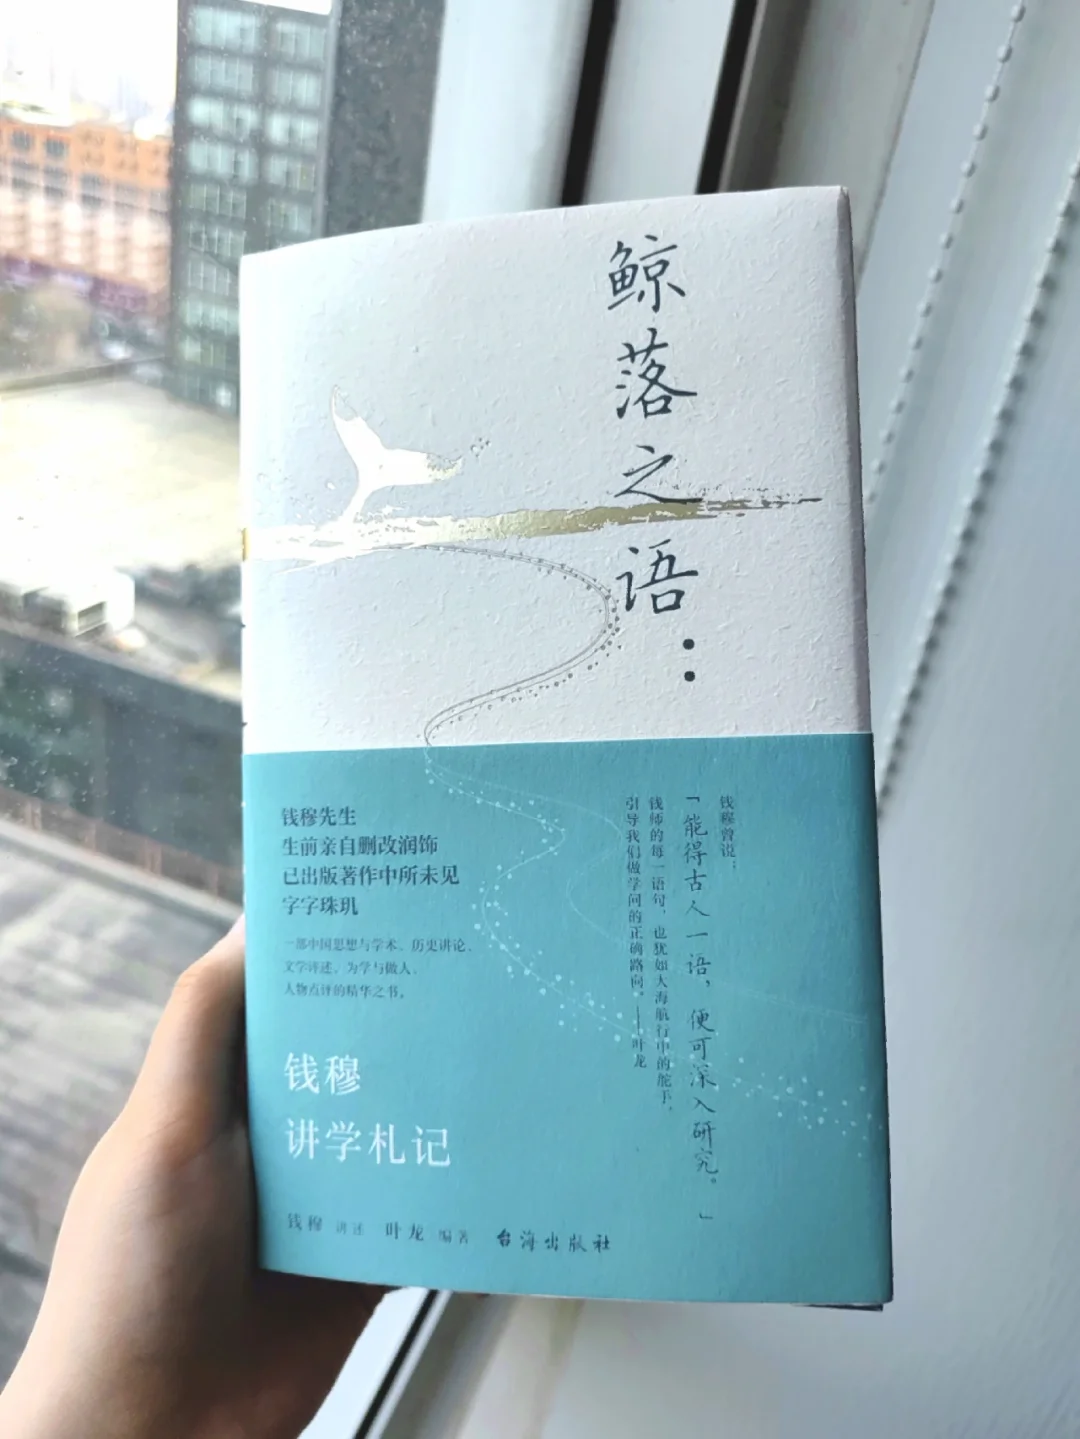 鲸落之语：
钱穆先生
生前亲自删改润饰
已出版著作中所未见
字字珠玑
一部中国思想与学术、历史讲论、
文学评述、为学与做人、
人物点评的精华之书。
钱穆曾说：
「能得古人一语，便可深入研究。」
钱师的每一语句，也犹如大海航行中的舵手，
引导我们做学问的正确路向。——叶龙
钱穆
讲学札记
钱穆 讲述 叶龙 编著 台海出版社